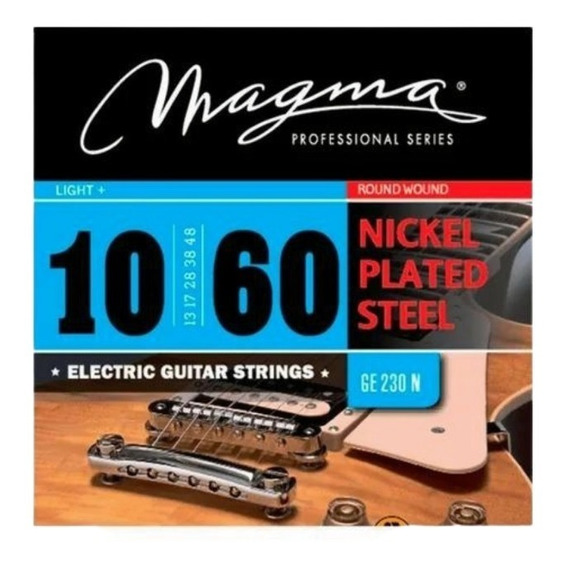 Magma®
PROFESSIONAL SERIES
LIGHT +
ROUND WOUND
10
13 17 28 38 48
60
NICKEL
PLATED
STEEL
★ ELECTRIC GUITAR STRINGS ★
GE 230 N